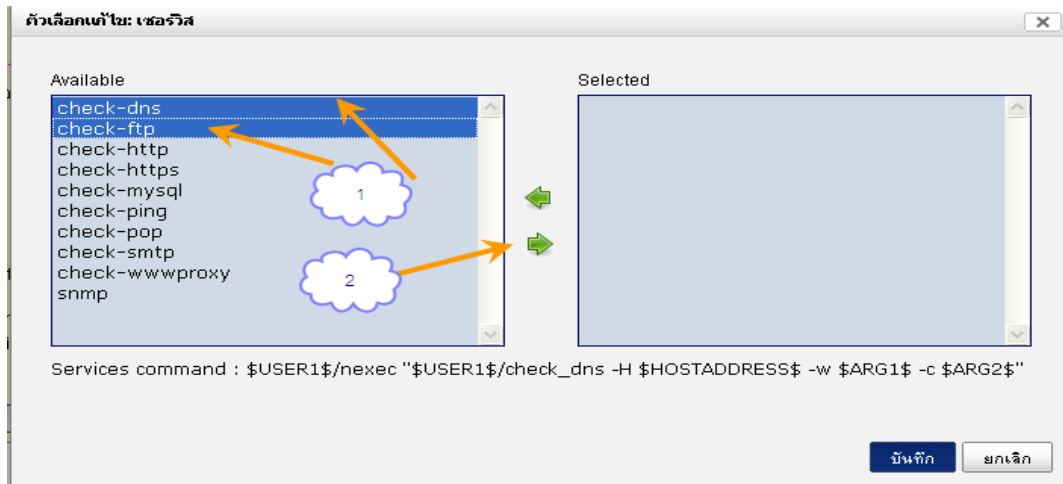 ตัวเลือกแก้ไข: เซอร์วิส
Available
Selected
check-dns
check-ftp
check-http
check-https
check-mysql
check-ping
check-pop
check-smtp
check-wwwproxy
snmp
1
2
Services command : $USER1$/nexec "$USER1$/check_dns -H $HOSTADDRESS$ -w $ARG1$ -c $ARG2$"
บันทึก
ยกเลิก